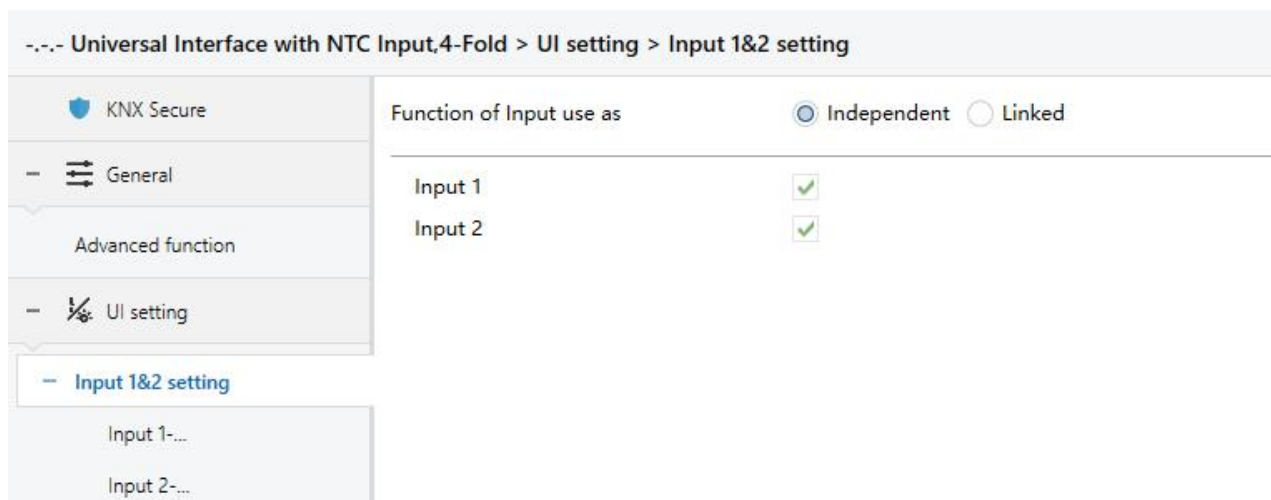 -.-.- Universal Interface with NTC Input,4-Fold > UI setting > Input 1&2 setting
KNX Secure
General
Advanced function
UI setting
Input 1&2 setting
Input 1-...
Input 2-...
Function of Input use as Independent Linked
Input 1
Input 2